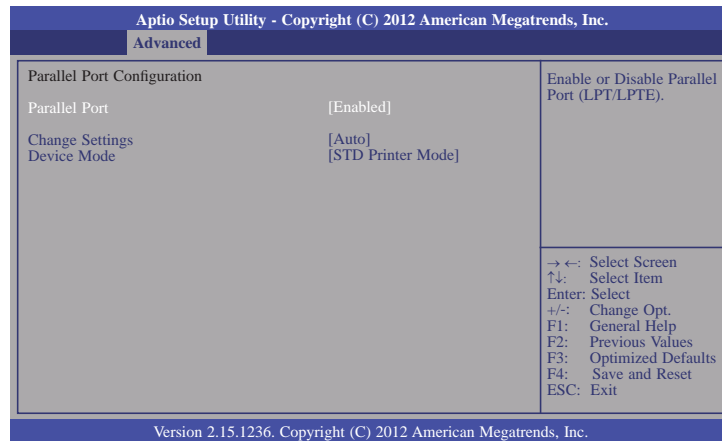 Aptio Setup Utility - Copyright (C) 2012 American Megatrends, Inc.
Advanced
Parallel Port Configuration
Parallel Port [Enabled]
Change Settings [Auto]
Device Mode [STD Printer Mode]
Enable or Disable Parallel
Port (LPT/LPTE).
→ ←: Select Screen
↑↓: Select Item
Enter: Select
+/-: Change Opt.
F1: General Help
F2: Previous Values
F3: Optimized Defaults
F4: Save and Reset
ESC: Exit
Version 2.15.1236. Copyright (C) 2012 American Megatrends, Inc.